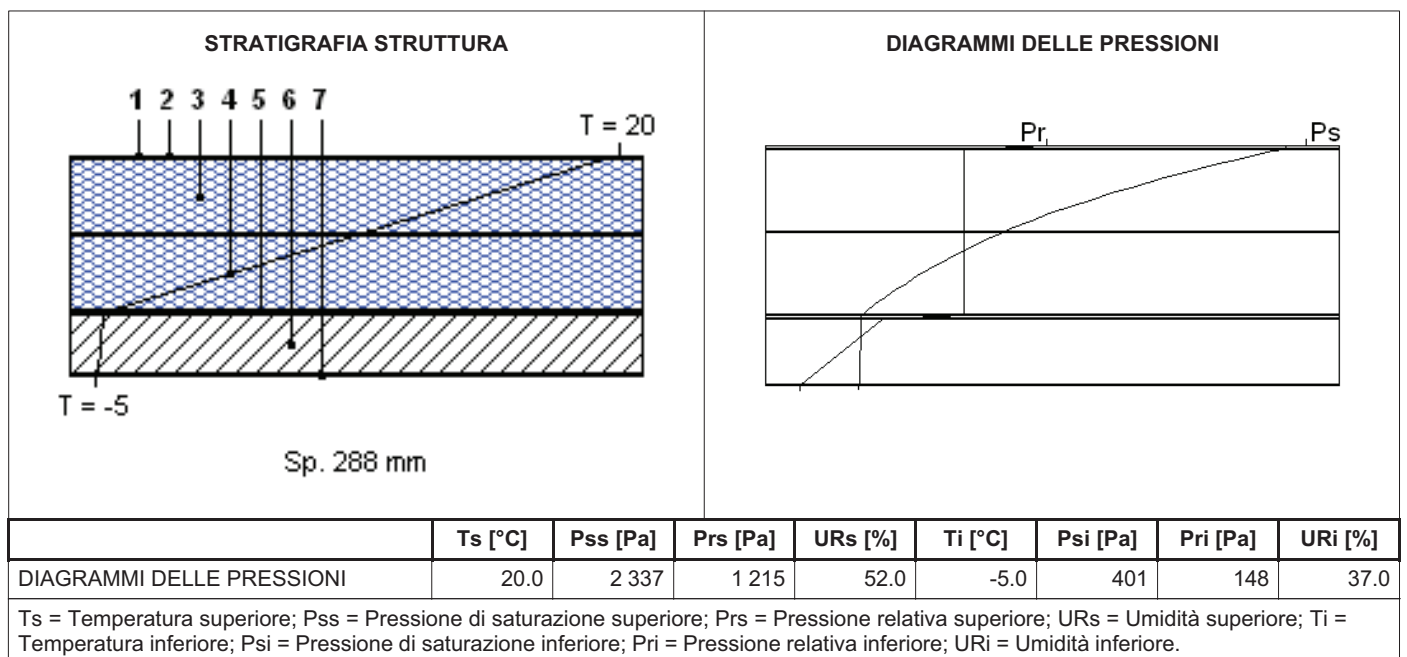 STRATIGRAFIA STRUTTURA
1 2 3 4 5 6 7
T = 20
T = -5
Sp. 288 mm
DIAGRAMMI DELLE PRESSIONI
Pr
Ps
Ts [°C] Pss [Pa] Prs [Pa] URs [%] Ti [°C] Psi [Pa] Pri [Pa] URi [%]
DIAGRAMMI DELLE PRESSIONI 20.0 2 337 1 215 52.0 -5.0 401 148 37.0
Ts = Temperatura superiore; Pss = Pressione di saturazione superiore; Prs = Pressione relativa superiore; URs = Umidità superiore; Ti =
Temperatura inferiore; Psi = Pressione di saturazione inferiore; Pri = Pressione relativa inferiore; URi = Umidità inferiore.